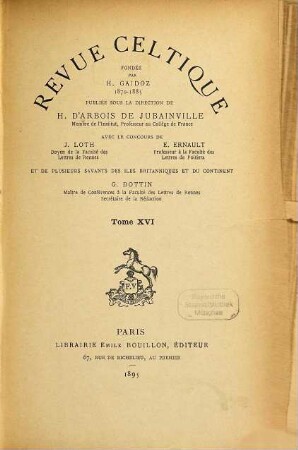 REVUE CELTIQUE
FONDÉE
PAR
H. GAIDOZ
1870-1885
PUBLIÉE SOUS LA DIRECTION DE
H. D'ARBOIS DE JUBAINVILLE
Membre de l'Institut, Professeur au Collège de France
AVEC LE CONCOURS DE
J. LOTH
Doyen de la Faculté des
Lettres de Rennes
E. ERNAULT
Professeur à la Faculté des
Lettres de Poitiers
ET DE PLUSIEURS SAVANTS DES ILES BRITANNIQUES ET DU CONTINENT
G. DOTTIN
Maître de Conférences à la Faculté des Lettres de Rennes
Secrétaire de la Rédaction
Tome XVI
F.V
Bayerische
Staatsbibliothek
München
PARIS
LIBRAIRIE ÉMILE BOUILLON, ÉDITEUR
67, RUE DE RICHELIEU, AU PREMIER
1895